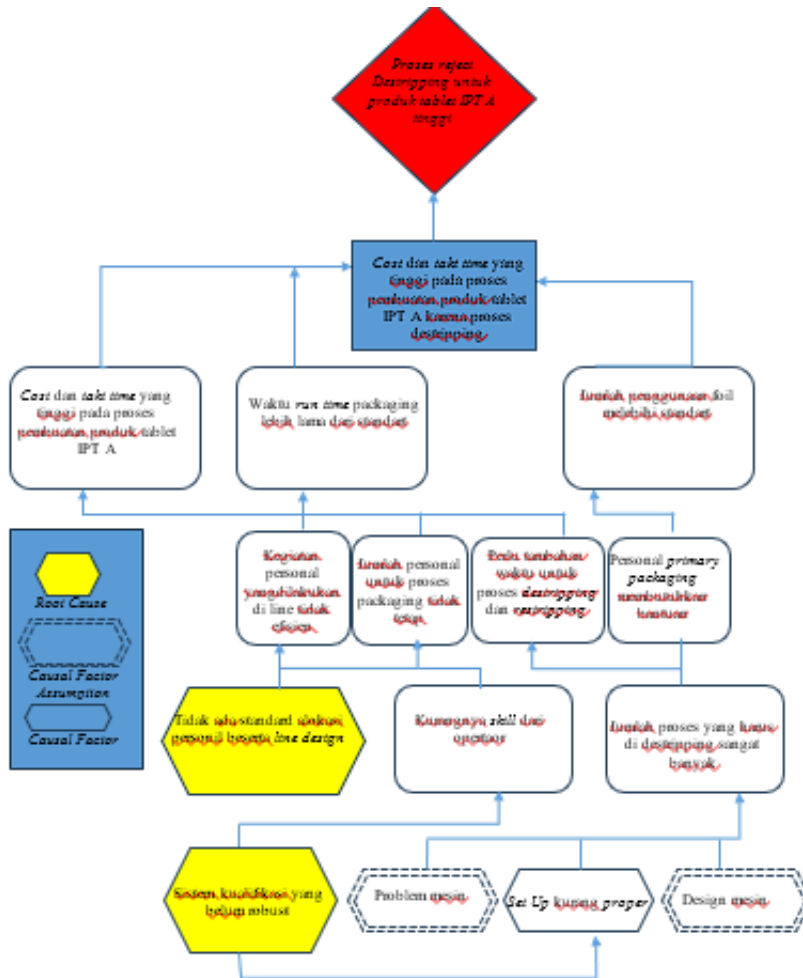 Proses reject
Destripping untuk
produk tablet IPT A
tinggi
Cost dan takt time yang
tinggi pada proses
pembuatan produk tablet
IPT A karena proses
destripping
Cost dan takt time yang
tinggi pada proses
pembuatan produk tablet
IPT A
Waktu run time packaging
lebih lama dari standart
Jumlah penggunaan foil
melebihi standart
Kegiatan
personal
yang dilakukan
di line tidak
efisien
Jumlah personal
untuk proses
packaging tidak
tetap
Perlu tambahan
waktu untuk
proses destripping
dan restripping
Personal primary
packaging
membutuhkan
Root Cause
Causal Factor
Assumption
Causal Factor
Tidak ada standard alokasi
personil beserta line design
Kurangnya skill dari
Jumlah proses yang harus
di destripping sangat
banyak
Sistem kualifikasi yang
belum robust
Problem mesin
Set Up kurang proper
Design mesin